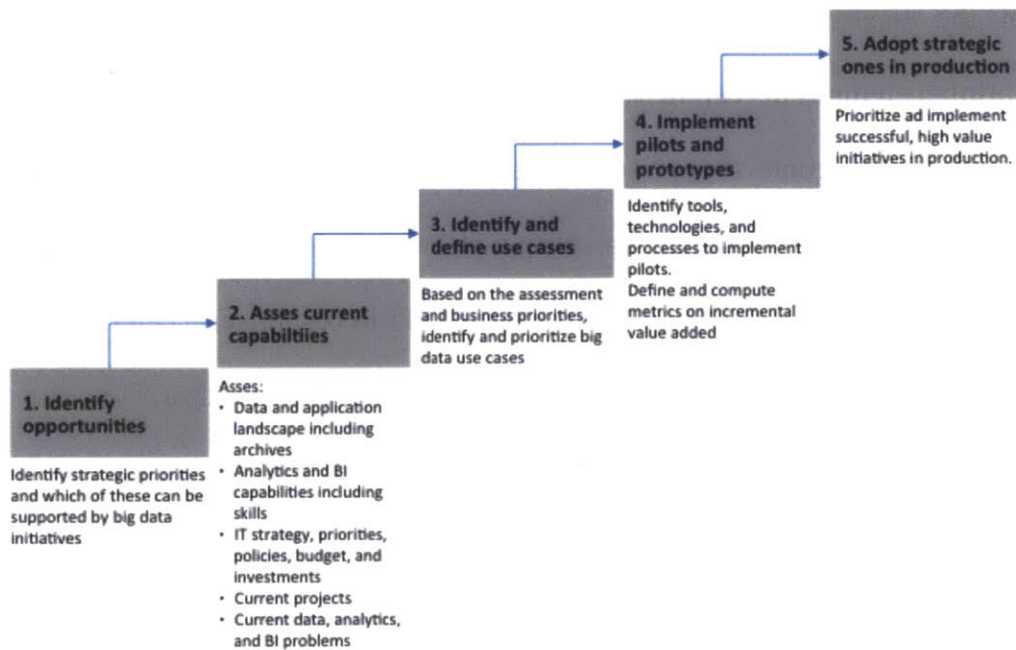 1. Identify
opportunities
Identify strategic priorities
and which of these can be
supported by big data
initiatives
2. Asses current
capabiltiies
Asses:
• Data and application
landscape including
archives
• Analytics and BI
capabilities including
skills
• IT strategy, priorities,
policies, budget, and
investments
• Current projects
• Current data, analytics,
and BI problems
3. Identify and
define use cases
Based on the assessment
and business priorities,
identify and prioritize big
data use cases
4. Implement
pilots and
prototypes
Identify tools,
technologies, and
processes to implement
pilots.
Define and compute
metrics on incremental
value added
5. Adopt strategic
ones in production
Prioritize ad implement
successful, high value
initiatives in production.